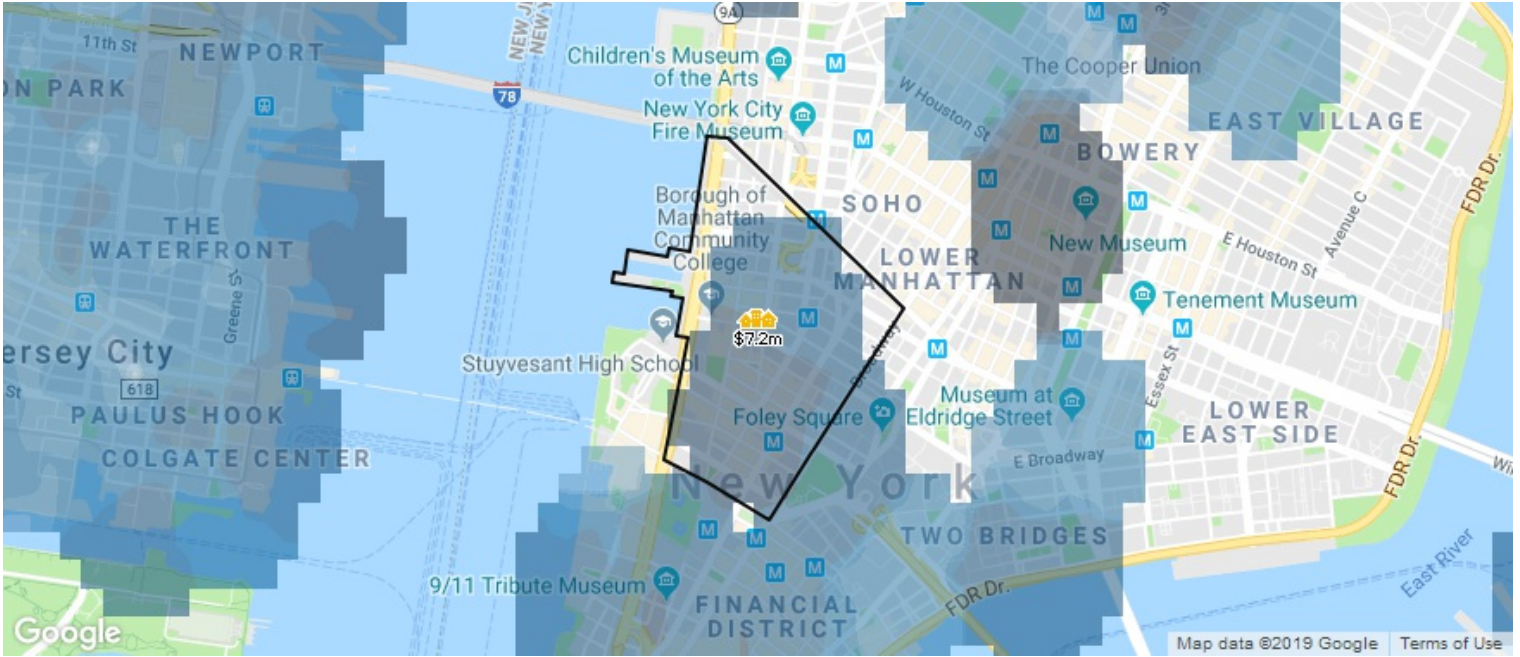 9A
NEW J
NEW Y
11th St
NEWPORT
Children's Museum
of the Arts
The Cooper Union
ON PARK
78
W Houston St
New York City
Fire Museum
EAST VILLAGE
BOWERY
FDR Dr.
Borough of
Manhattan
Community
College
SOHO
Avenue C
THE
WATERFRONT
New Museum
E Houston St
LOWER
MANHATTAN
Greene St
Tenement Museum
$7.2m
Broadway
ersey City
Stuyvesant High School
Essex St
618
St
PAULUS HOOK
Foley Square
Museum at
Eldridge Street
LOWER
EAST SIDE
COLGATE CENTER
E Broadway
FDR Dr.
New York
TWO BRIDGES
East River
9/11 Tribute Museum
FDR Dr.
FINANCIAL
DISTRICT
Google
Map data ©2019 Google
Terms of Use